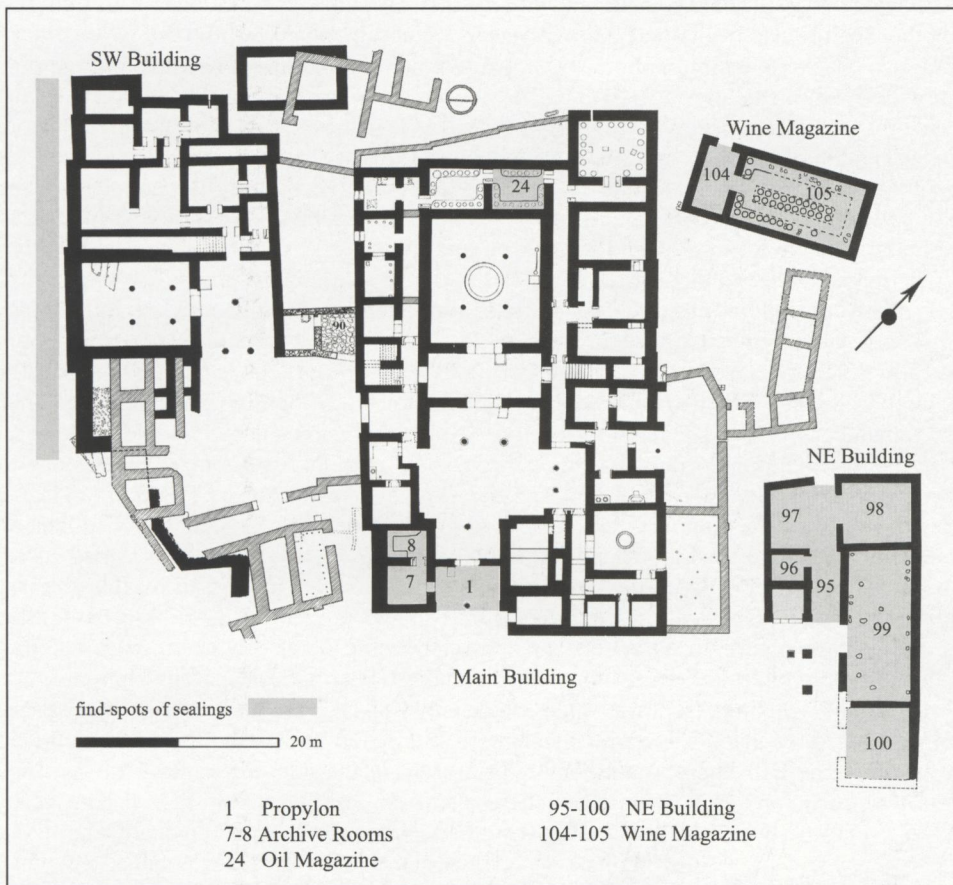 SW Building
Wine Magazine
104
105
24
90
NE Building
97
98
96
95
99
8
7
1
Main Building
100
find-spots of sealings
20 m
1 Propylon
7-8 Archive Rooms
24 Oil Magazine
95-100 NE Building
104-105 Wine Magazine